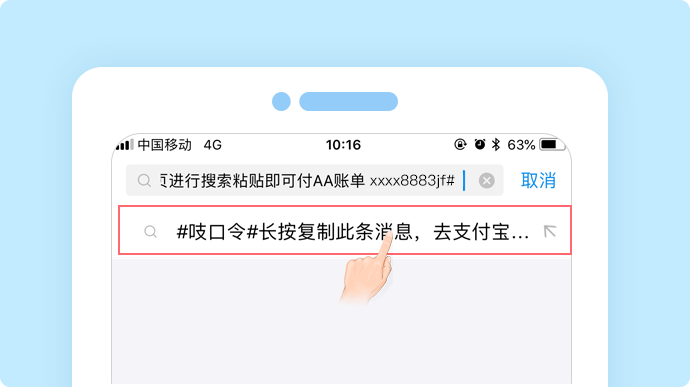 中国移动 4G 10:16 63%
页进行搜索粘贴即可付AA账单 xxxx8883jf# 取消
#吱口令#长按复制此条消息，去支付宝...